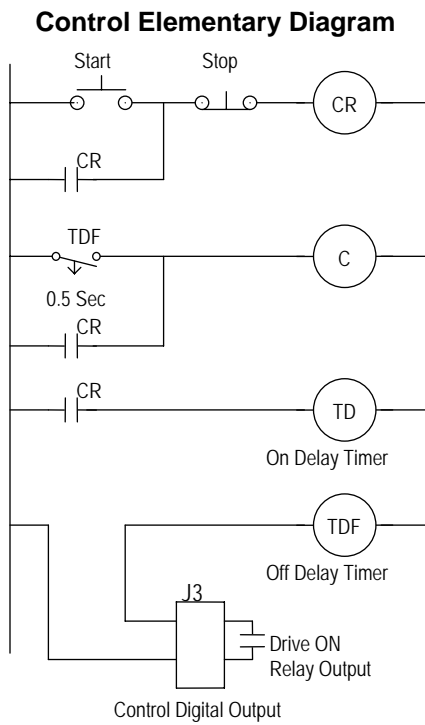 Control Elementary Diagram
Start
Stop
CR
CR
TDF
C
0.5 Sec
CR
CR
TD
On Delay Timer
TDF
Off Delay Timer
J3
Drive ON
Relay Output
Control Digital Output